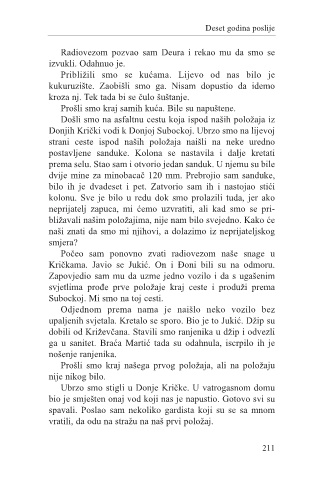 Deset godina poslije
Radiovezom pozvao sam Deura i rekao mu da smo se
izvukli. Odahnuo je.
Približili smo se kućama. Lijevo od nas bilo je
kukuruzište. Zaobišli smo ga. Nisam dopustio da idemo
kroza nj. Tek tada bi se čulo šuštanje.
Prošli smo kraj samih kuća. Bile su napuštene.
Došli smo na asfaltnu cestu koja ispod naših položaja iz
Donjih Krički vodi k Donjoj Subockoj. Ubrzo smo na lijevoj
strani ceste ispod naših položaja naišli na neke uredno
postavljene sanduke. Kolona se nastavila i dalje kretati
prema selu. Stao sam i otvorio jedan sanduk. U njemu su bile
dvije mine za minobacač 120 mm. Prebrojio sam sanduke,
bilo ih je dvadeset i pet. Zatvorio sam ih i nastojao stići
kolonu. Sve je bilo u redu dok smo prolazili tuda, jer ako
neprijatelj zapuca, mi ćemo uzvratiti, ali kad smo se pri-
bližavali našim položajima, nije nam bilo svejedno. Kako će
naši znati da smo mi njihovi, a dolazimo iz neprijateljskog
smjera?
Počeo sam ponovno zvati radiovezom naše snage u
Kričkama. Javio se Jukić. On i Đoni bili su na odmoru.
Zapovjedio sam mu da uzme jedno vozilo i da s ugašenim
svjetlima prođe prve položaje kraj ceste i produži prema
Subockoj. Mi smo na toj cesti.
Odjednom prema nama je naišlo neko vozilo bez
upaljenih svjetala. Kretalo se sporo. Bio je to Jukić. Džip su
dobili od Križevčana. Stavili smo ranjenika u džip i odvezli
ga u sanitet. Braća Martić tada su odahnula, iscrpilo ih je
nošenje ranjenika.
Prošli smo kraj našega prvog položaja, ali na položaju
nije nikog bilo.
Ubrzo smo stigli u Donje Kričke. U vatrogasnom domu
bio je smješten onaj vod koji nas je napustio. Gotovo svi su
spavali. Poslao sam nekoliko gardista koji su se sa mnom
vratili, da odu na stražu na naš prvi položaj.
211